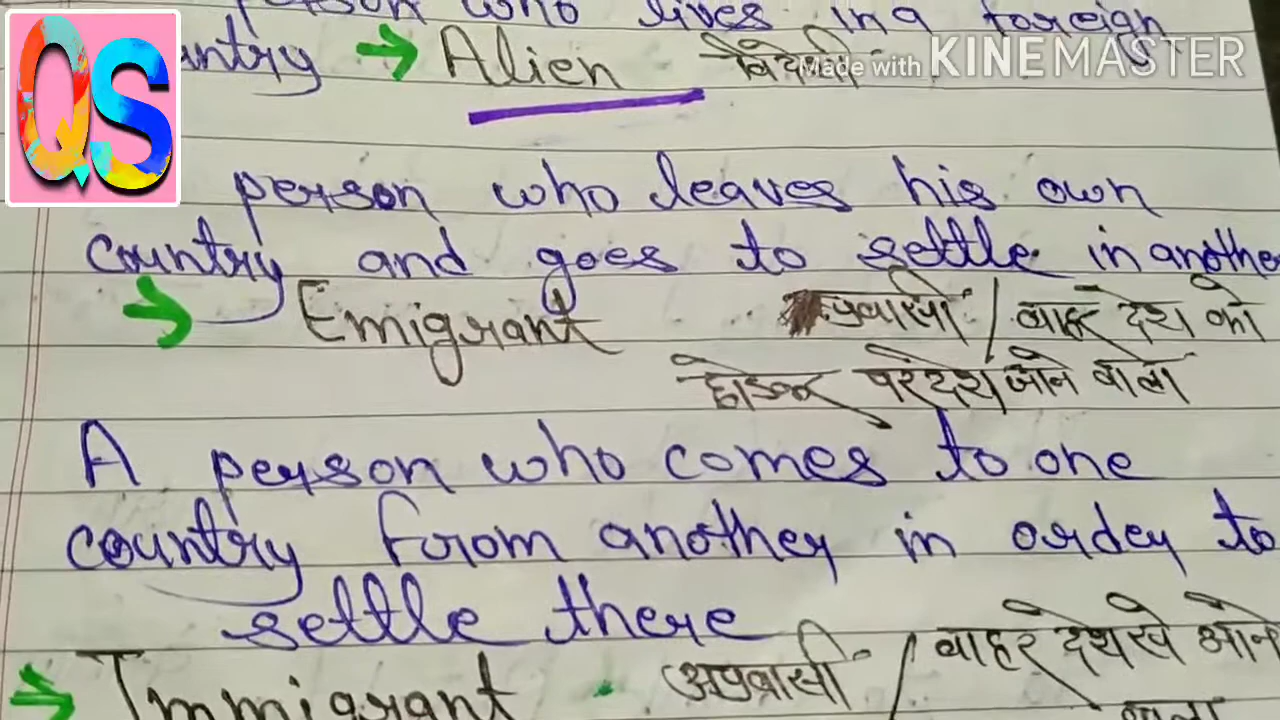 person who lives in a foreign
country → Alien विदेशी
Made with KINEMASTER
QS
person who leaves his own
country and goes to settle in another
→ Emigrant प्रवासी / बाहर देश को
छोडकर परदेश जाने वाला
A person who comes to one
country from another in order to
settle there
→ Immigrant अप्रवासी / बाहर देश से आने
वाला